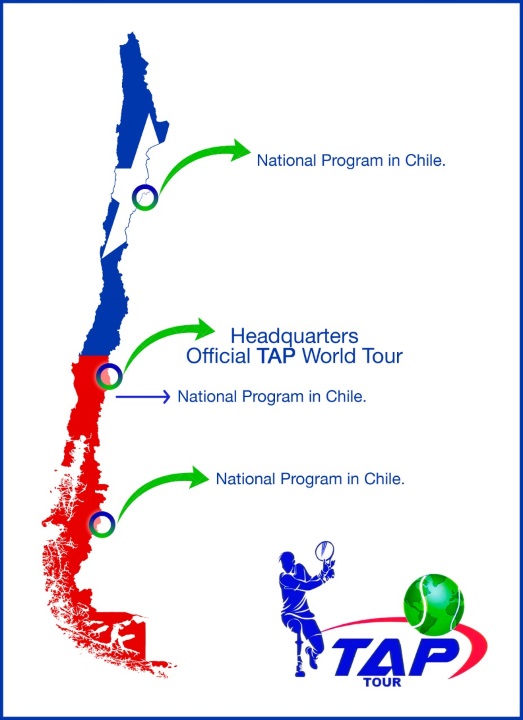 National Program in Chile.
Headquarters
Official TAP World Tour
National Program in Chile.
National Program in Chile.
TAP
TOUR